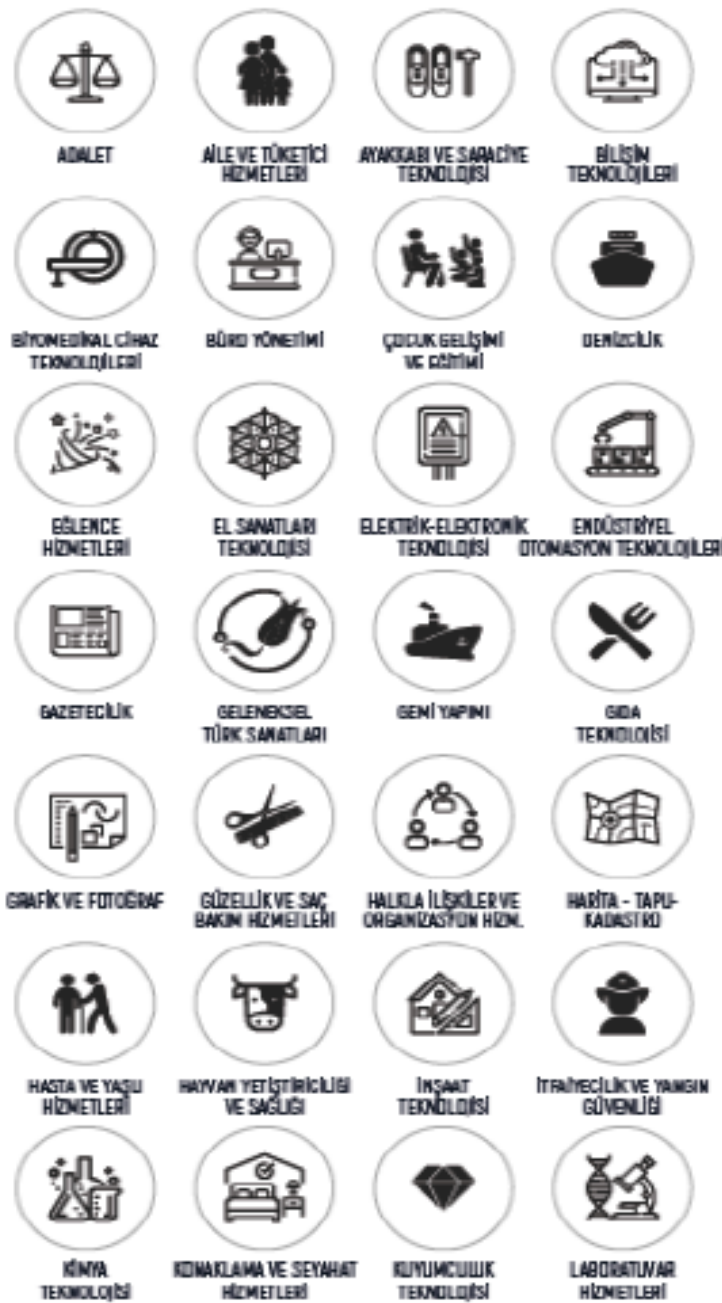 ADALET
AİLE VE TÜKETİCİ
HİZMETLERİ
AYAKKABI VE SARACİYE
TEKNOLOJİSİ
BİLİŞİM
TEKNOLOJİLERİ
BİYOMEDİKAL CİHAZ
TEKNOLOJİLERİ
BÜRO YÖNETİMİ
ÇOCUK GELİŞİMİ
VE EĞİTİMİ
DENİZCİLİK
EĞLENCE
HİZMETLERİ
EL SANATLARI
TEKNOLOJİSİ
ELEKTRİK-ELEKTRONİK
TEKNOLOJİSİ
ENDÜSTRİYEL
OTOMASYON TEKNOLOJİLERİ
GAZETECİLİK
GELENEKSEL
TÜRK SANATLARI
GEMİ YAPIMI
GIDA
TEKNOLOJİSİ
GRAFİK VE FOTOĞRAF
GÜZELLİK VE SAÇ
BAKIM HİZMETLERİ
HALKLA İLİŞKİLER VE
ORGANİZASYON HİZM.
HARİTA - TAPU-
KADASTRO
HASTA VE YAŞLI
HİZMETLERİ
HAYVAN YETİŞTİRİCİLİĞİ
VE SAĞLIĞI
İNŞAAT
TEKNOLOJİSİ
İTFAİYECİLİK VE YANGIN
GÜVENLİĞİ
KİMYA
TEKNOLOJİSİ
KONAKLAMA VE SEYAHAT
HİZMETLERİ
KUYUMCULUK
TEKNOLOJİSİ
LABORATUVAR
HİZMETLERİ